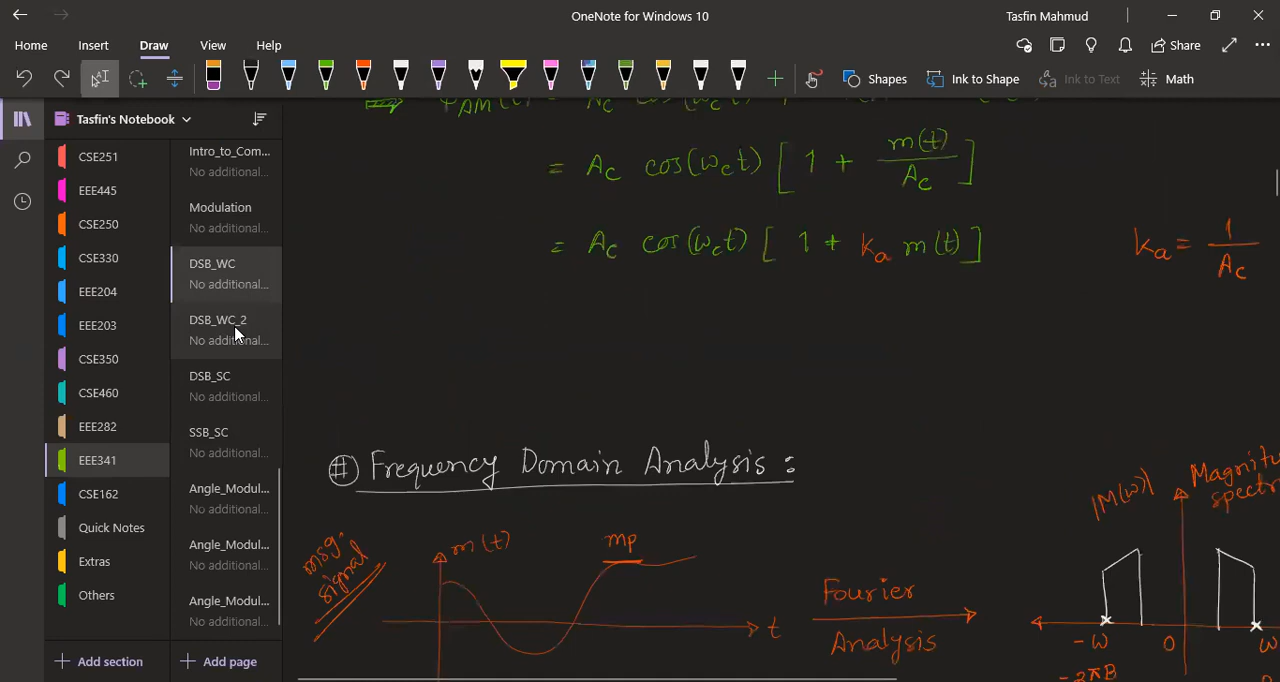 OneNote for Windows 10
Tasfin Mahmud
Home Insert Draw View Help
Share
Shapes
Ink to Shape
Ink to Text
Math
Tasfin's Notebook
CSE251
EEE445
CSE250
CSE330
EEE204
EEE203
CSE350
CSE460
EEE282
EEE341
CSE162
Quick Notes
Extras
Others
Add section
Intro_to_Com...
No additional...
Modulation
No additional...
DSB_WC
No additional...
DSB_WC_2
No additional...
DSB_SC
No additional...
SSB_SC
No additional...
Angle_Modul...
No additional...
Angle_Modul...
No additional...
Angle_Modul...
No additional...
Add page
= Ac cos(ωct) [ 1 + m(t)/Ac ]
= Ac cos(ωct) [ 1 + ka m(t) ]
ka = 1/Ac
# Frequency Domain Analysis :
msg. signal
m(t)
mp
t
Fourier
Analysis
|M(ω)|
Magnitu
spectr
-W 0 W
-2πB